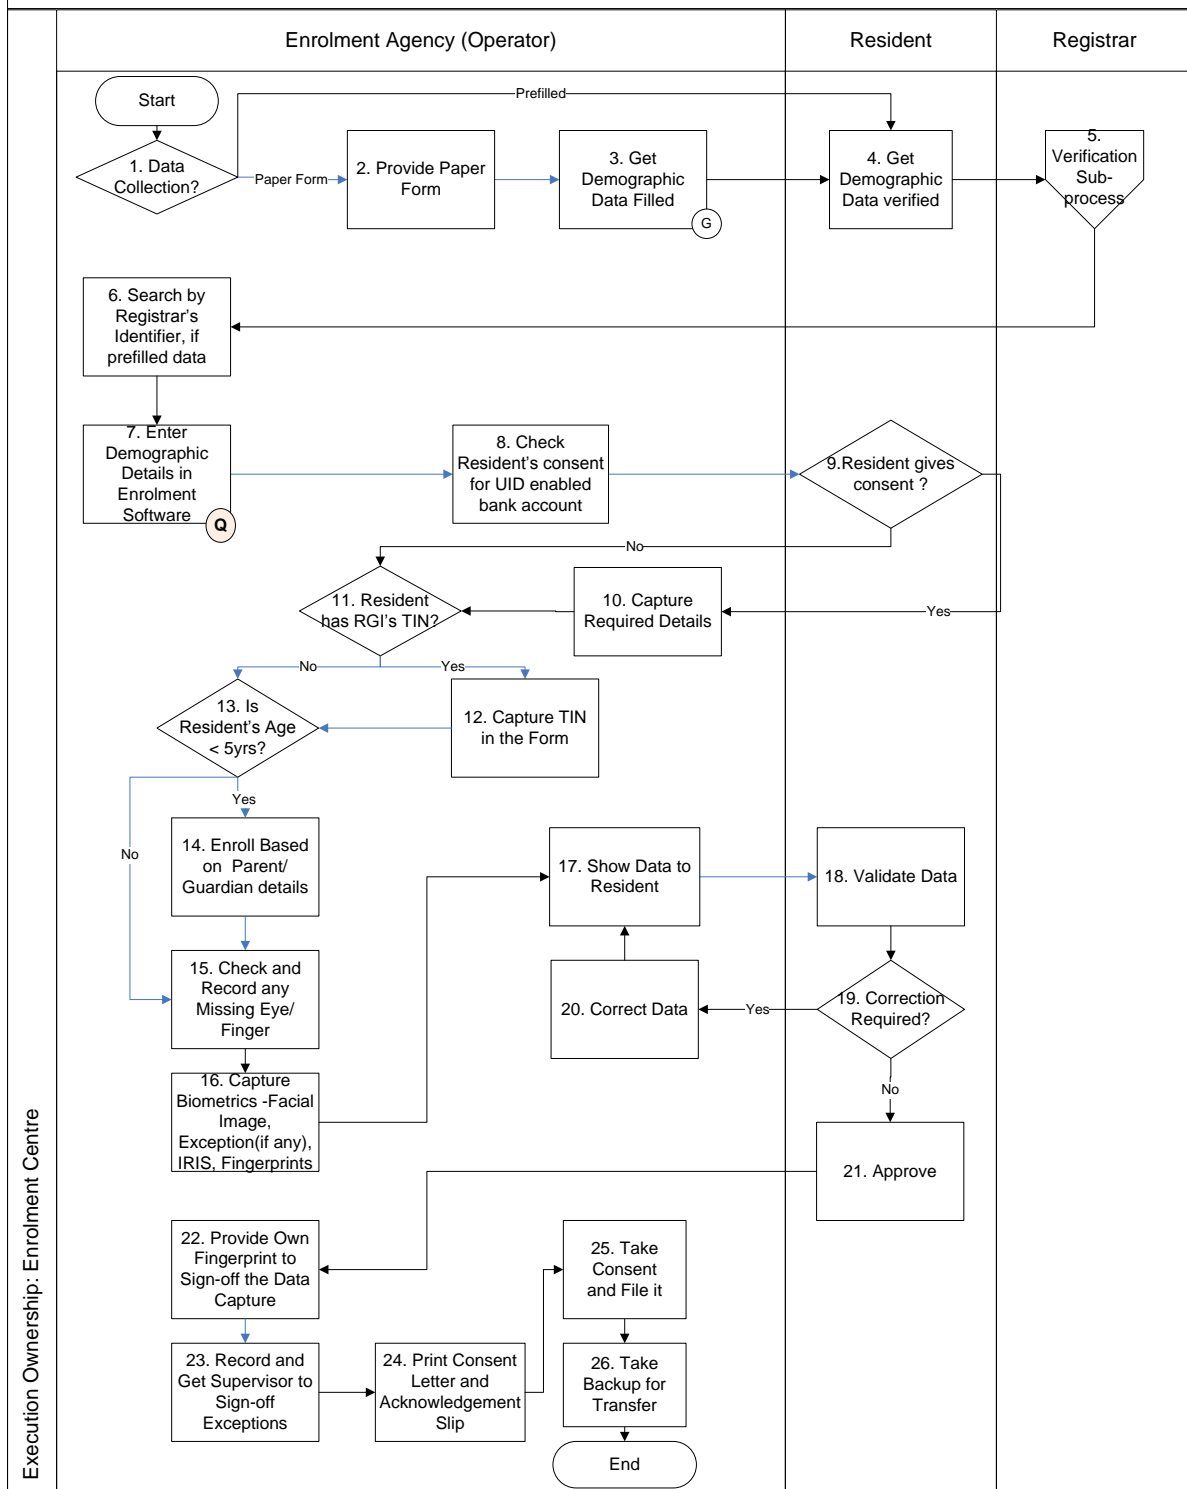 Enrolment Agency (Operator)
Resident
Registrar
Start
Prefilled
1. Data
Collection?
Paper Form
2. Provide Paper
Form
3. Get
Demographic
Data Filled
G
4. Get
Demographic
Data verified
5.
Verification
Sub-
process
6. Search by
Registrar's
Identifier, if
prefilled data
7. Enter
Demographic
Details in
Enrolment
Software
Q
8. Check
Resident's consent
for UID enabled
bank account
9.Resident gives
consent ?
No
Yes
10. Capture
Required Details
11. Resident
has RGI's TIN?
No
Yes
12. Capture TIN
in the Form
13. Is
Resident's Age
< 5yrs?
Yes
No
14. Enroll Based
on Parent/
Guardian details
15. Check and
Record any
Missing Eye/
Finger
16. Capture
Biometrics -Facial
Image,
Exception(if any),
IRIS, Fingerprints
17. Show Data to
Resident
18. Validate Data
19. Correction
Required?
Yes
20. Correct Data
No
21. Approve
22. Provide Own
Fingerprint to
Sign-off the Data
Capture
23. Record and
Get Supervisor to
Sign-off
Exceptions
24. Print Consent
Letter and
Acknowledgement
Slip
25. Take
Consent
and File it
26. Take
Backup for
Transfer
End
Execution Ownership: Enrolment Centre